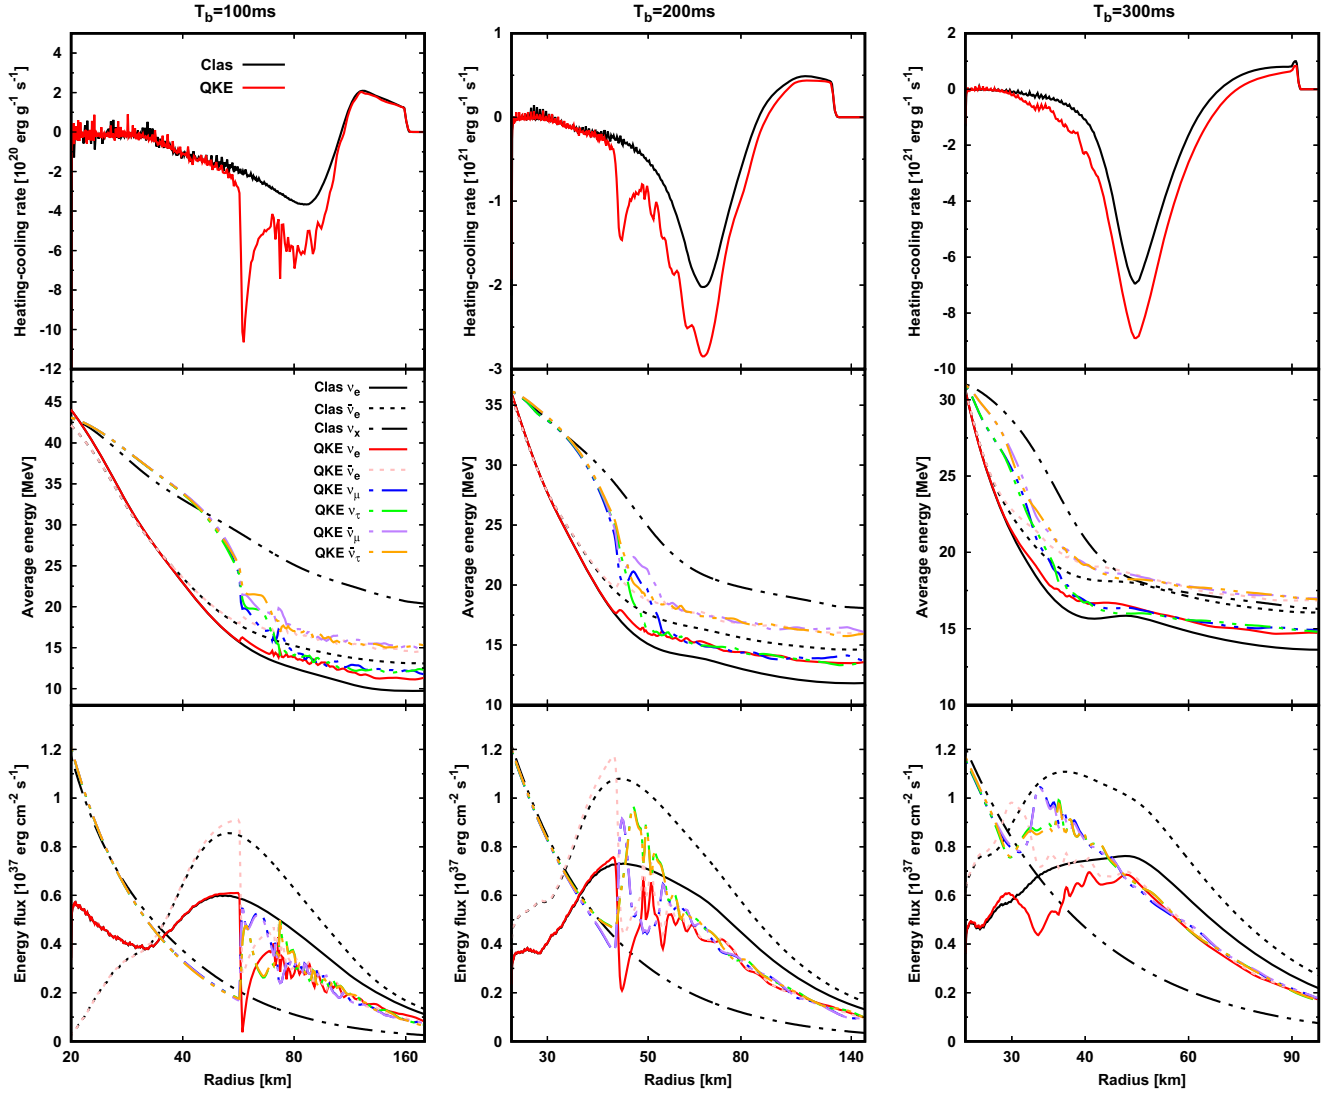 T_b=100ms
T_b=200ms
T_b=300ms
Heating-cooling rate [10^20 erg g^-1 s^-1]
4
2
0
-2
-4
-6
-8
-10
-12
Clas
QKE
Heating-cooling rate [10^21 erg g^-1 s^-1]
1
0
-1
-2
-3
Heating-cooling rate [10^21 erg g^-1 s^-1]
2
0
-2
-4
-6
-8
-10
Average energy [MeV]
45
40
35
30
25
20
15
10
Clas ν_e
Clas ν̄_e
Clas ν_x
QKE ν_e
QKE ν̄_e
QKE ν_μ
QKE ν_τ
QKE ν̄_μ
QKE ν̄_τ
Average energy [MeV]
35
30
25
20
15
10
Average energy [MeV]
30
25
20
15
10
Energy flux [10^37 erg cm^-2 s^-1]
1.2
1
0.8
0.6
0.4
0.2
0
20
40
80
160
Radius [km]
Energy flux [10^37 erg cm^-2 s^-1]
1.2
1
0.8
0.6
0.4
0.2
0
30
50
80
140
Radius [km]
Energy flux [10^37 erg cm^-2 s^-1]
1.2
1
0.8
0.6
0.4
0.2
0
30
40
60
90
Radius [km]